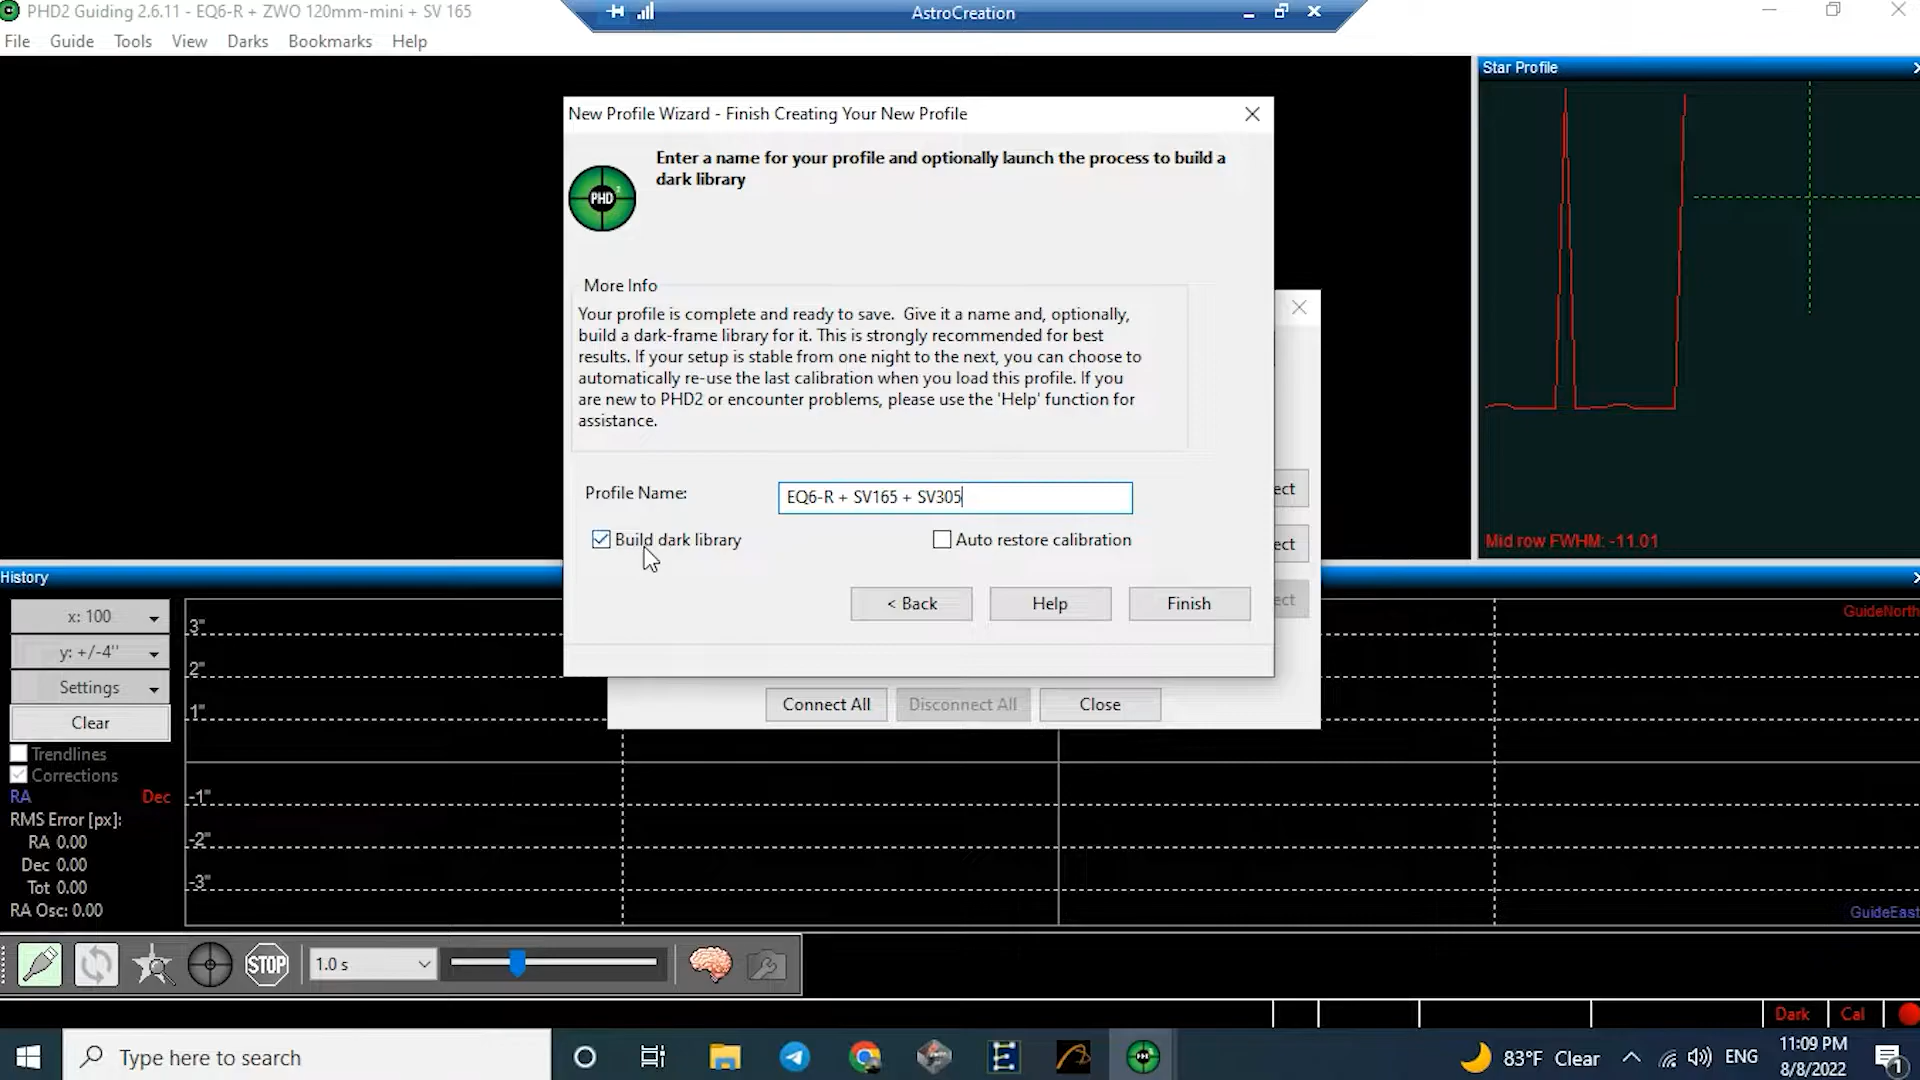 PHD2 Guiding 2.6.11 - EQ6-R + ZWO 120mm-mini + SV 165
AstroCreation
File Guide Tools View Darks Bookmarks Help
Star Profile
New Profile Wizard - Finish Creating Your New Profile
Enter a name for your profile and optionally launch the process to build a
dark library
PHD
2
More Info
Your profile is complete and ready to save. Give it a name and, optionally,
build a dark-frame library for it. This is strongly recommended for best
results. If your setup is stable from one night to the next, you can choose to
automatically re-use the last calibration when you load this profile. If you
are new to PHD2 or encounter problems, please use the 'Help' function for
assistance.
Profile Name:
EQ6-R + SV165 + SV305
Build dark library
Auto restore calibration
< Back
Help
Finish
ect
ect
ect
Connect All
Disconnect All
Close
Mid row FWHM: -11.01
History
x: 100
y: +/-4''
Settings
Clear
Trendlines
Corrections
RA Dec
RMS Error [px]:
RA 0.00
Dec 0.00
Tot 0.00
RA Osc: 0.00
3"
2"
1"
-1"
-2"
-3"
GuideNorth
GuideEast
STOP
1.0 s
Dark
Cal
Type here to search
83°F Clear
ENG
11:09 PM
8/8/2022
1